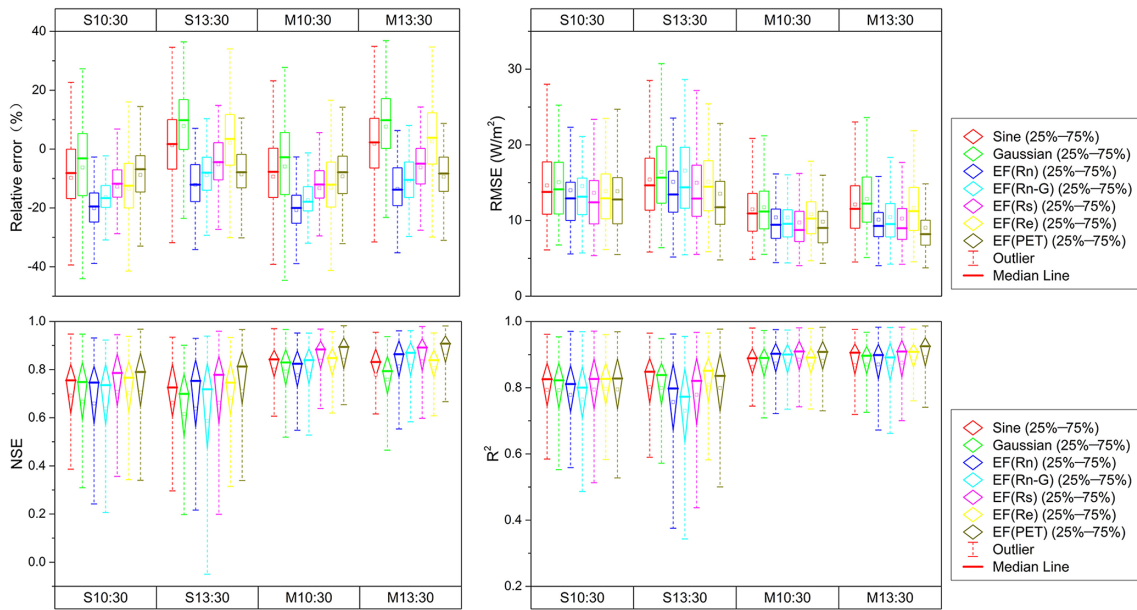 S10:30 S13:30 M10:30 M13:30
40
20
0
-20
-40
Relative error (%)
S10:30 S13:30 M10:30 M13:30
30
20
10
0
RMSE (W/m²)
Sine (25%–75%)
Gaussian (25%–75%)
EF(Rn) (25%–75%)
EF(Rn-G) (25%–75%)
EF(Rs) (25%–75%)
EF(Re) (25%–75%)
EF(PET) (25%–75%)
Outlier
Median Line
1.0
0.8
0.6
0.4
0.2
0.0
NSE
S10:30 S13:30 M10:30 M13:30
1.0
0.8
0.6
0.4
0.2
R²
S10:30 S13:30 M10:30 M13:30
Sine (25%–75%)
Gaussian (25%–75%)
EF(Rn) (25%–75%)
EF(Rn-G) (25%–75%)
EF(Rs) (25%–75%)
EF(Re) (25%–75%)
EF(PET) (25%–75%)
Outlier
Median Line